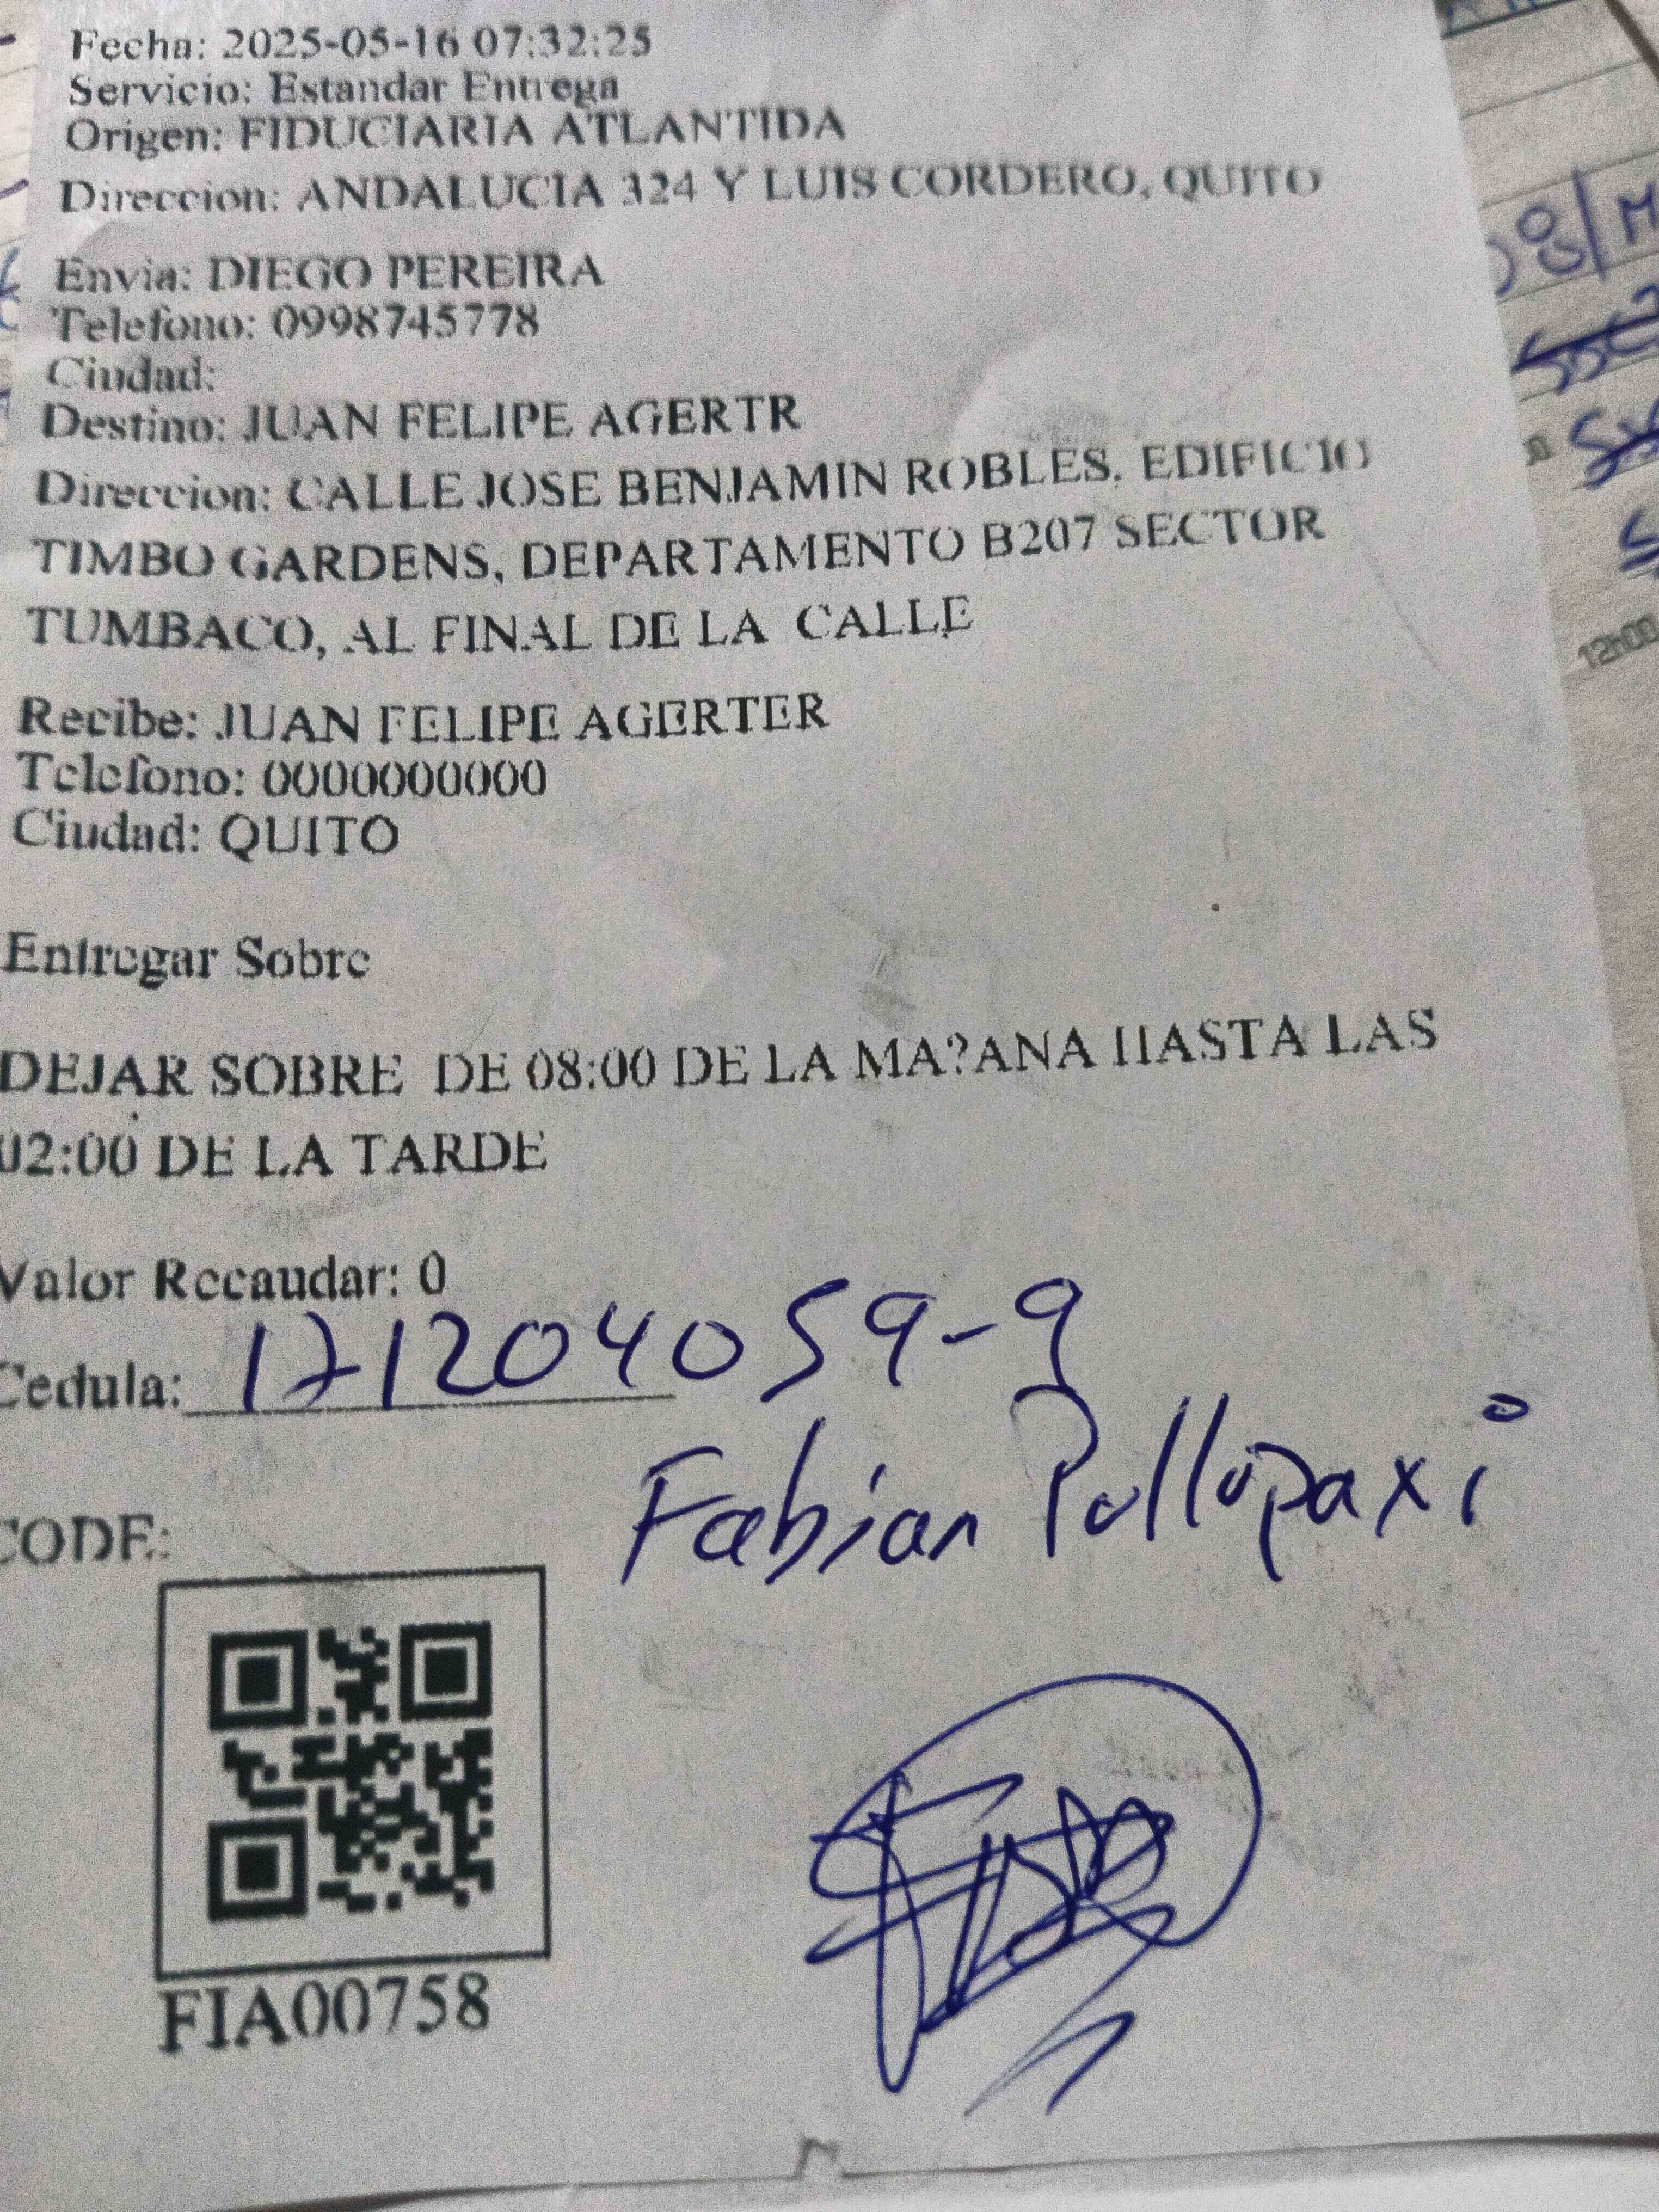 Fecha: 2025-05-16 07:32:25
Servicio: Estandar Entrega
Origen: FIDUCIARIA ATLANTIDA
Direccion: ANDALUCIA 324 Y LUIS CORDERO, QUITO
Envia: DIEGO PEREIRA
Telefono: 0998745778
Ciudad:
Destino: JUAN FELIPE AGERTR
Direccion: CALLE JOSE BENJAMIN ROBLES, EDIFICIO
TIMBO GARDENS, DEPARTAMENTO B207 SECTOR
TUMBACO, AL FINAL DE LA CALLE
Recibe: JUAN FELIPE AGERTER
Telefono: 0000000000
Ciudad: QUITO
Entregar Sobre
DEJAR SOBRE DE 08:00 DE LA MA?ANA HASTA LAS
02:00 DE LA TARDE
Valor Recaudar: 0
Cedula: 171204059-9
Fabian Pullopaxi
CODE:
FIA00758
12h00